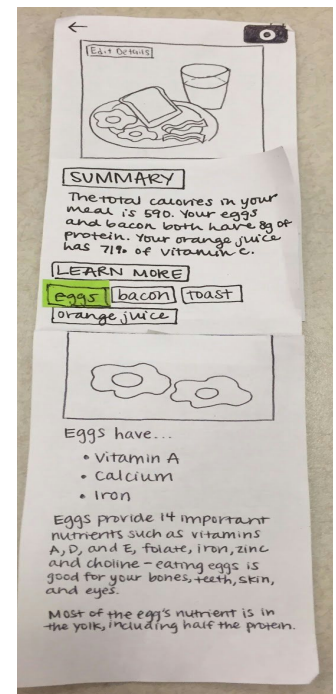 Edit Details
SUMMARY
The total calories in your
meal is 590. Your eggs
and bacon both have 8g of
protein. Your orange juice
has 71% of vitamin c.
LEARN MORE
eggs bacon toast
orange juice
Eggs have...
• Vitamin A
• Calcium
• Iron
Eggs provide 14 important
nutrients such as vitamins
A, D, and E, folate, iron, zinc
and choline - eating eggs is
good for your bones, teeth, skin,
and eyes.
Most of the egg's nutrient is in
the yolk, including half the protein.